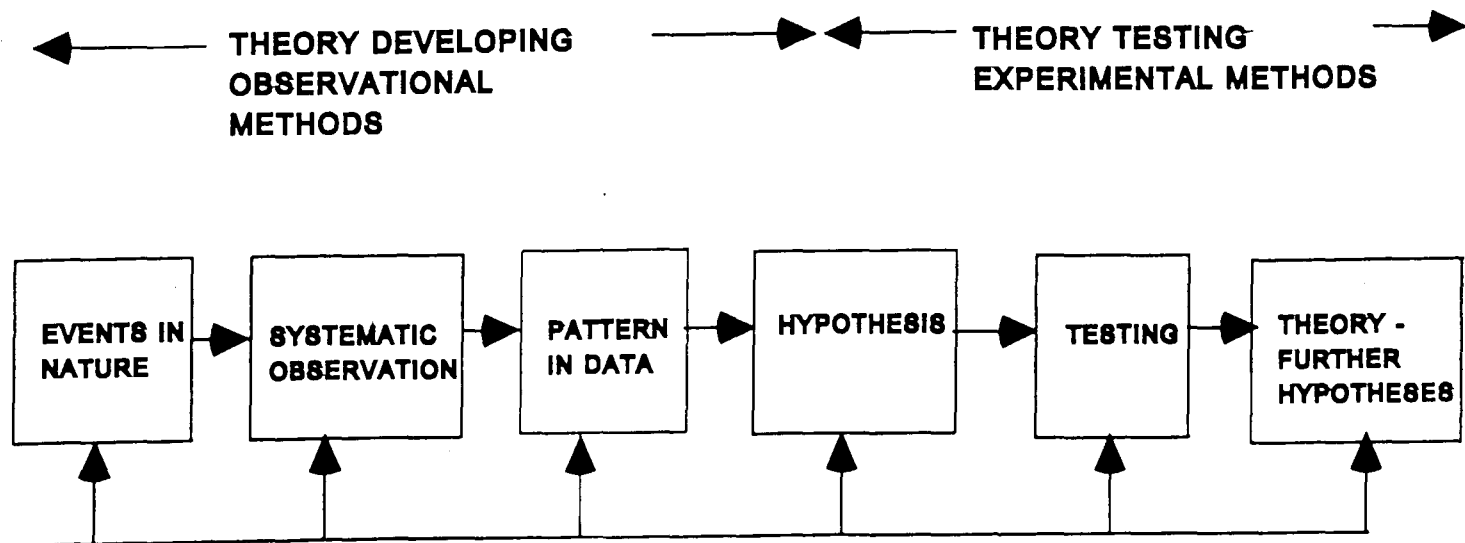 THEORY DEVELOPING
OBSERVATIONAL
METHODS
THEORY TESTING
EXPERIMENTAL METHODS
EVENTS IN
NATURE
SYSTEMATIC
OBSERVATION
PATTERN
IN DATA
HYPOTHESIS
TESTING
THEORY -
FURTHER
HYPOTHESES